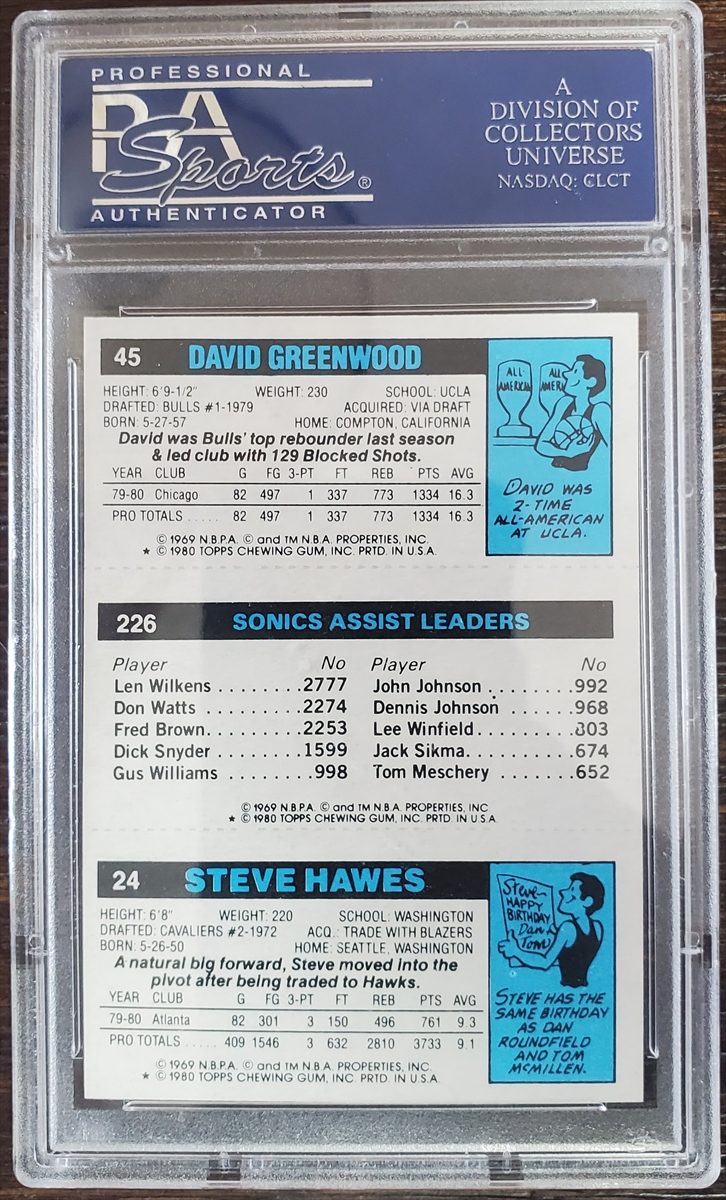 PROFESSIONAL
PSA
Sports®
AUTHENTICATOR
A
DIVISION OF
COLLECTORS
UNIVERSE
NASDAQ: CLCT
45 DAVID GREENWOOD
HEIGHT: 6'9-1/2" WEIGHT: 230 SCHOOL: UCLA
DRAFTED: BULLS #1-1979 ACQUIRED: VIA DRAFT
BORN: 5-27-57 HOME: COMPTON, CALIFORNIA
David was Bulls' top rebounder last season
& led club with 129 Blocked Shots.
YEAR CLUB G FG 3-PT FT REB PTS AVG
79-80 Chicago 82 497 1 337 773 1334 16.3
PRO TOTALS ..... 82 497 1 337 773 1334 16.3
© 1969 N.B.P.A. © and TM N.B.A. PROPERTIES, INC.
★ © 1980 TOPPS CHEWING GUM, INC. PRTD. IN U.S.A.
ALL-AMERICAN
ALL AMER
DAVID WAS
2-TIME
ALL-AMERICAN
AT UCLA.
226 SONICS ASSIST LEADERS
Player No Player No
Len Wilkens ........2777 John Johnson ........992
Don Watts ........2274 Dennis Johnson ......968
Fred Brown........2253 Lee Winfield........803
Dick Snyder ........1599 Jack Sikma........674
Gus Williams ........998 Tom Meschery .......652
© 1969 N.B.P.A. © and TM N.B.A. PROPERTIES, INC
★ © 1980 TOPPS CHEWING GUM, INC. PRTD. IN U.S.A
24 STEVE HAWES
HEIGHT: 6'8" WEIGHT: 220 SCHOOL: WASHINGTON
DRAFTED: CAVALIERS #2-1972 ACQ.: TRADE WITH BLAZERS
BORN: 5-26-50 HOME: SEATTLE, WASHINGTON
A natural big forward, Steve moved into the
pivot after being traded to Hawks.
YEAR CLUB G FG 3-PT FT REB PTS AVG
79-80 Atlanta 82 301 3 150 496 761 9.3
PRO TOTALS ..... 409 1546 3 632 2810 3733 9.1
© 1969 N.B.P.A. © and TM N.B.A. PROPERTIES, INC.
★ © 1980 TOPPS CHEWING GUM, INC. PRTD. IN U.S.A.
Steve-
HAPPY
BIRTHDAY
Dan
Tom
STEVE HAS THE
SAME BIRTHDAY
AS DAN
ROUNDFIELD
AND TOM
McMILLEN.